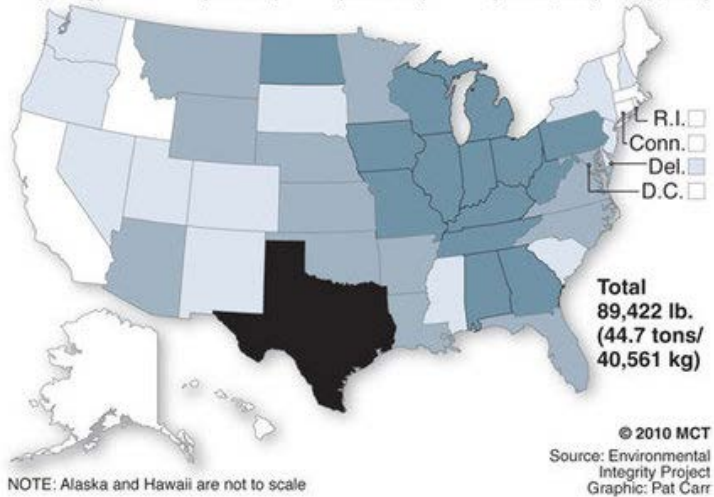 R.I.
Conn.
Del.
D.C.
Total
89,422 lb.
(44.7 tons/
40,561 kg)
© 2010 MCT
Source: Environmental
Integrity Project
Graphic: Pat Carr
NOTE: Alaska and Hawaii are not to scale